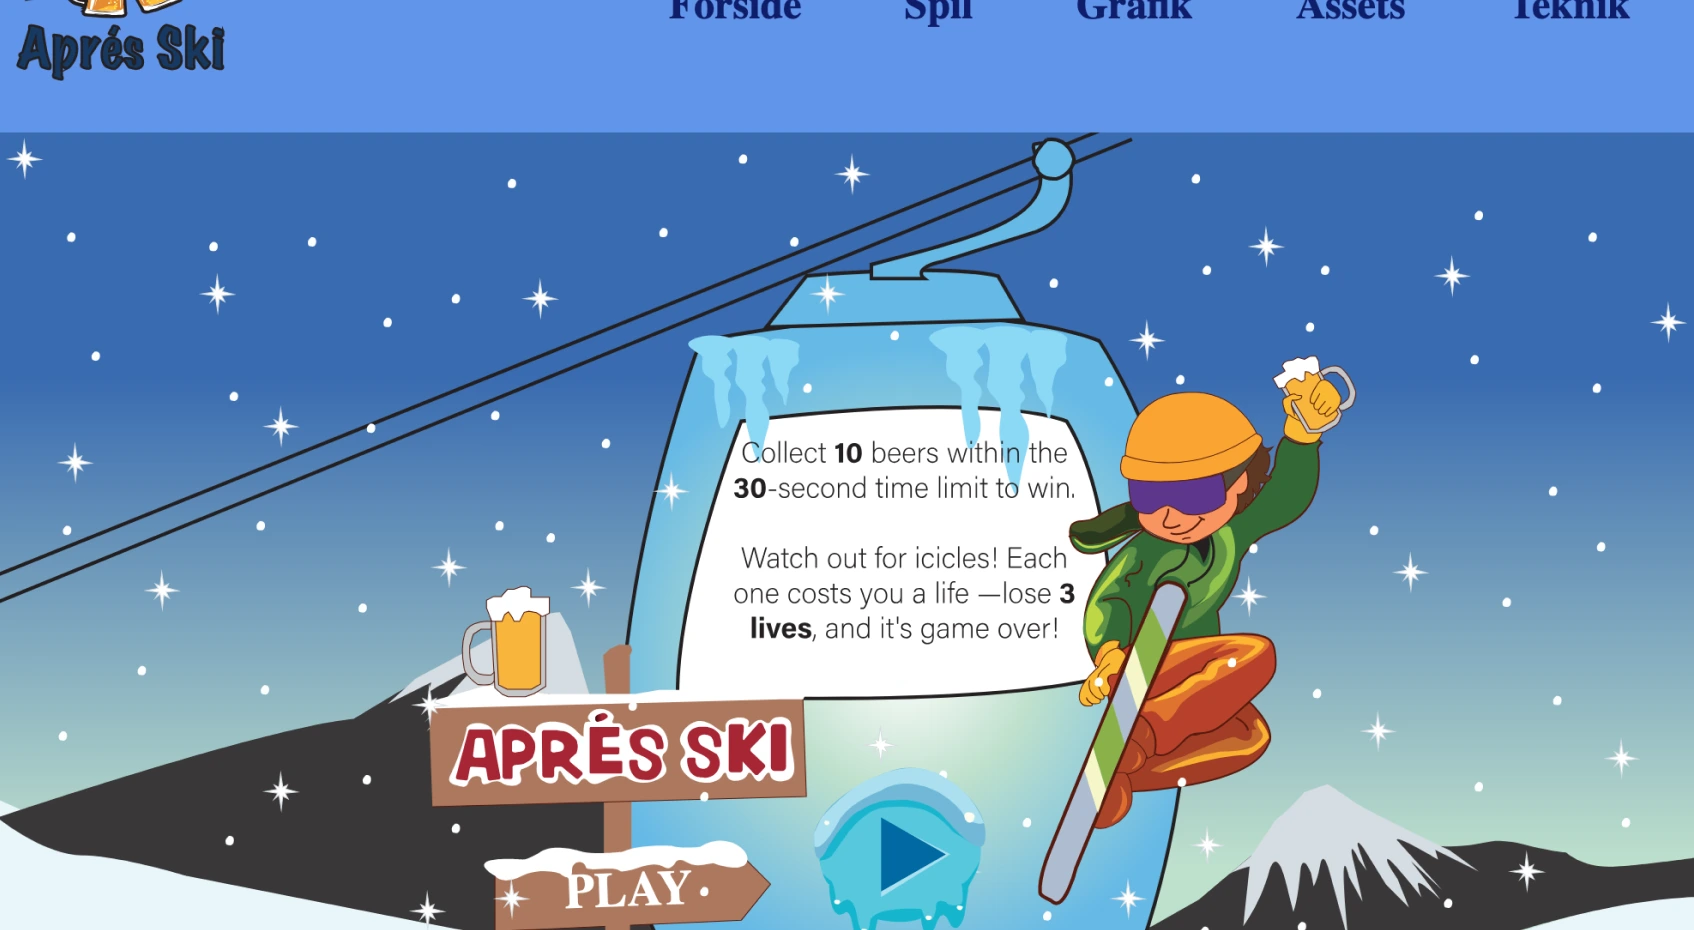 Forside Spil Grafik Assets Teknik
Aprés Ski
Collect 10 beers within the
30-second time limit to win.
Watch out for icicles! Each
one costs you a life —lose 3
lives, and it's game over!
APRÉS SKI
PLAY